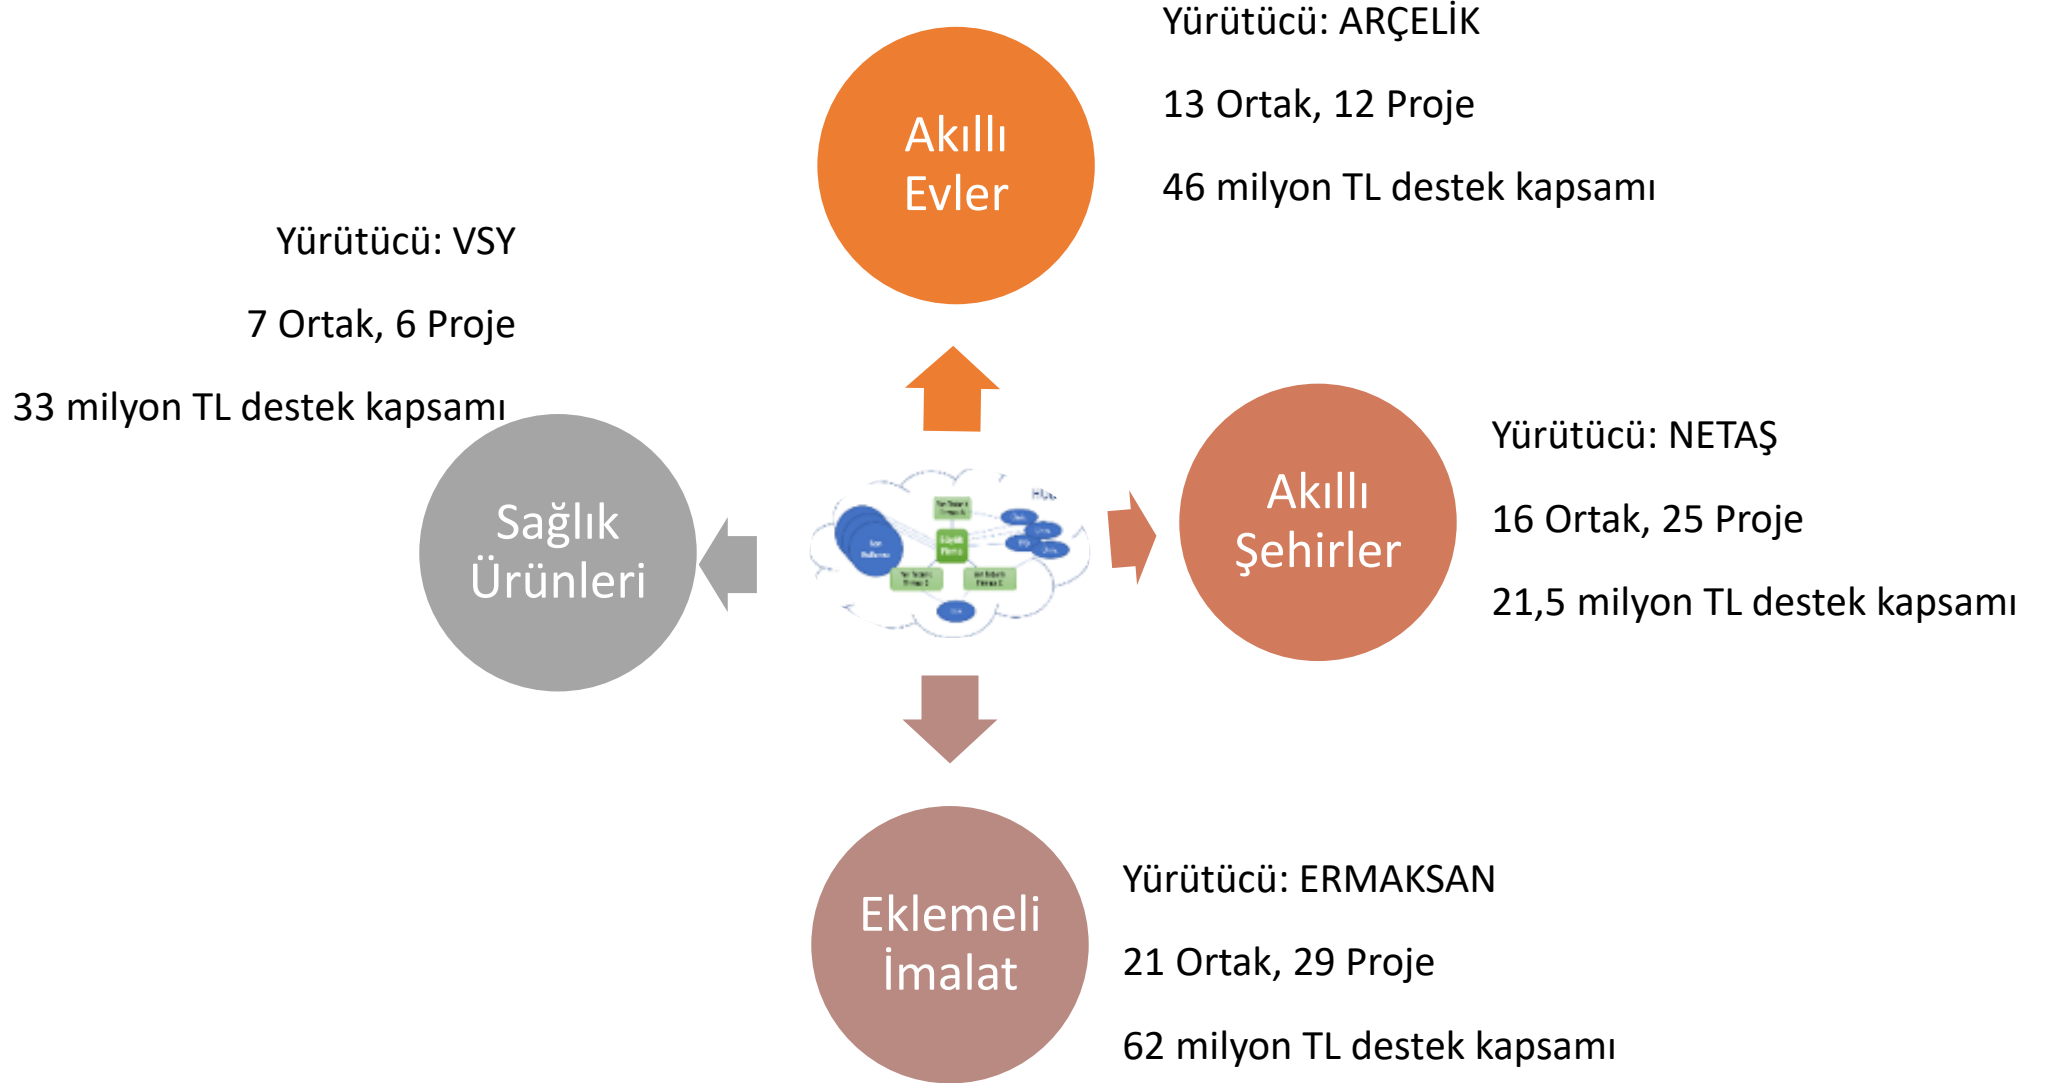 Yürütücü: ARÇELİK
13 Ortak, 12 Proje
46 milyon TL destek kapsamı
Akıllı
Evler
Yürütücü: VSY
7 Ortak, 6 Proje
33 milyon TL destek kapsamı
Sağlık
Ürünleri
Akıllı
Şehirler
Yürütücü: NETAŞ
16 Ortak, 25 Proje
21,5 milyon TL destek kapsamı
Eklemeli
İmalat
Yürütücü: ERMAKSAN
21 Ortak, 29 Proje
62 milyon TL destek kapsamı